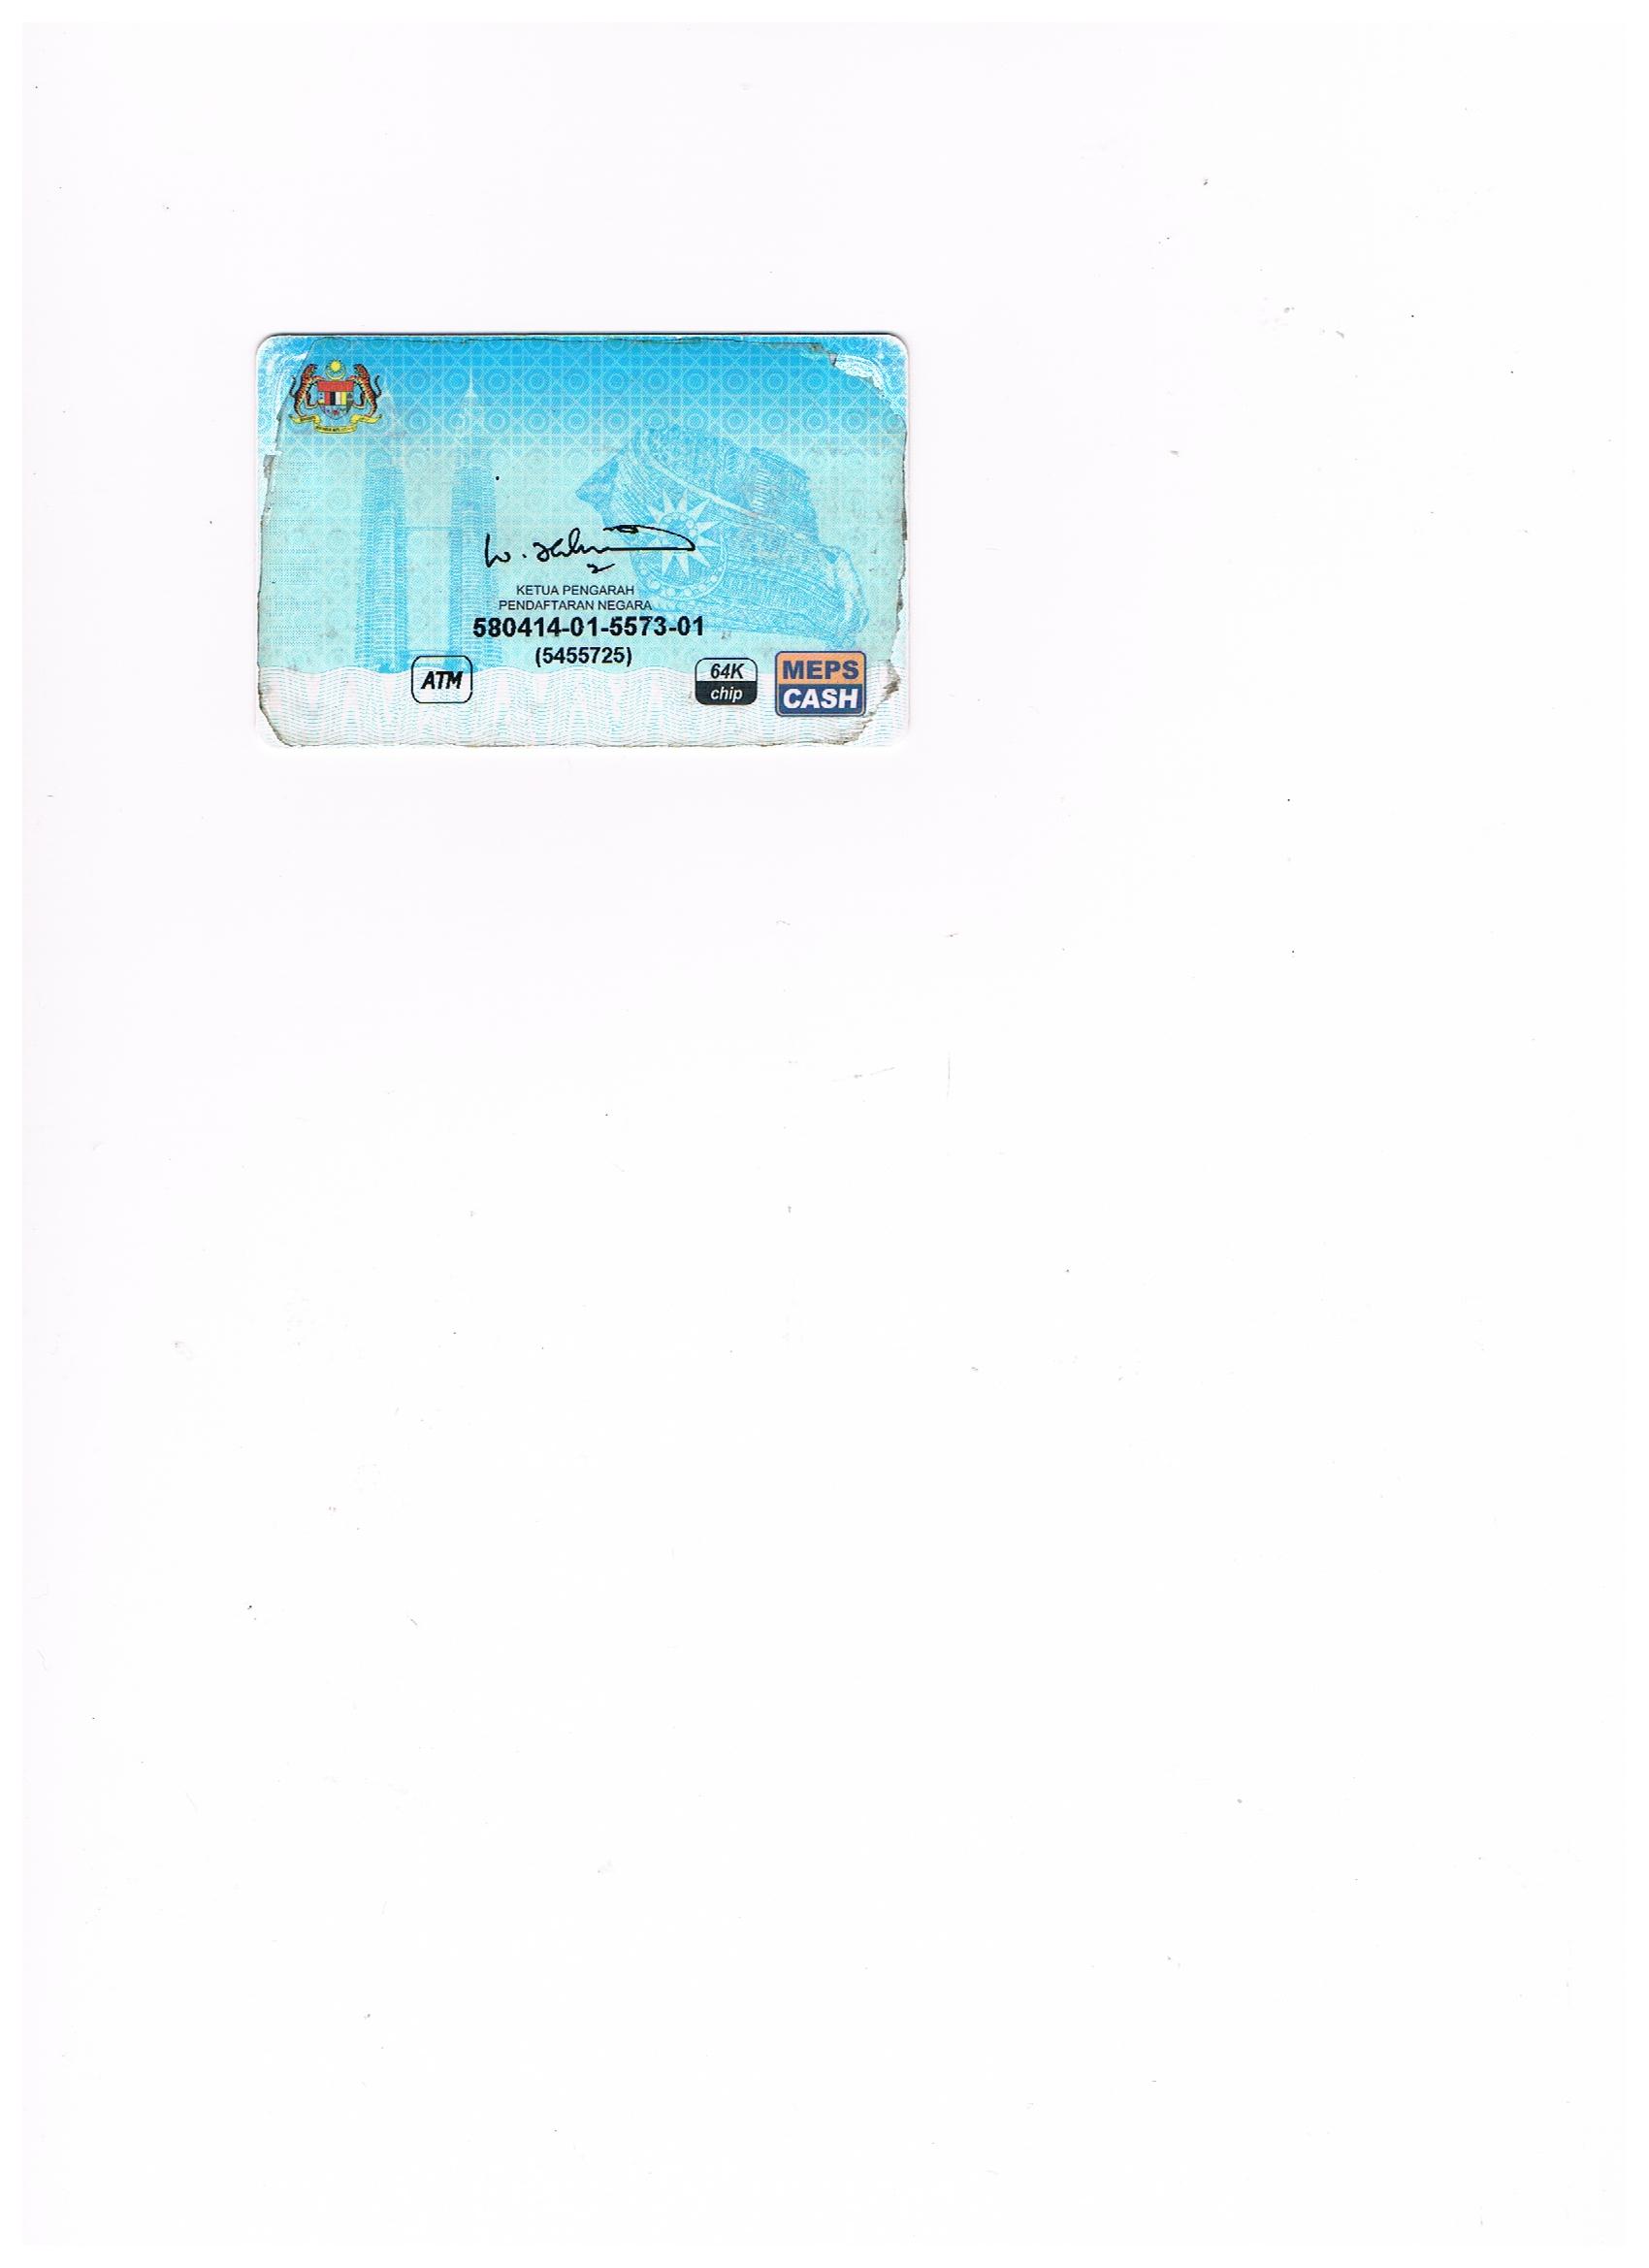 KETUA PENGARAH
PENDAFTARAN NEGARA
580414-01-5573-01
(5455725)
ATM
64K
chip
MEPS
CASH